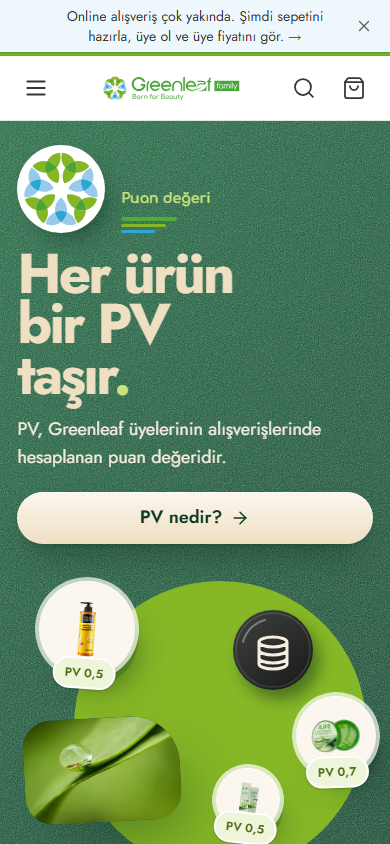 Online alışveriş çok yakında. Şimdi sepetini
hazırla, üye ol ve üye fiyatını gör. →
Greenleaf family
Born for Beauty
Puan değeri
Her ürün
bir PV
taşır.
PV, Greenleaf üyelerinin alışverişlerinde
hesaplanan puan değeridir.
PV nedir? →
PV 0,5
PV 0,7
PV 0,5